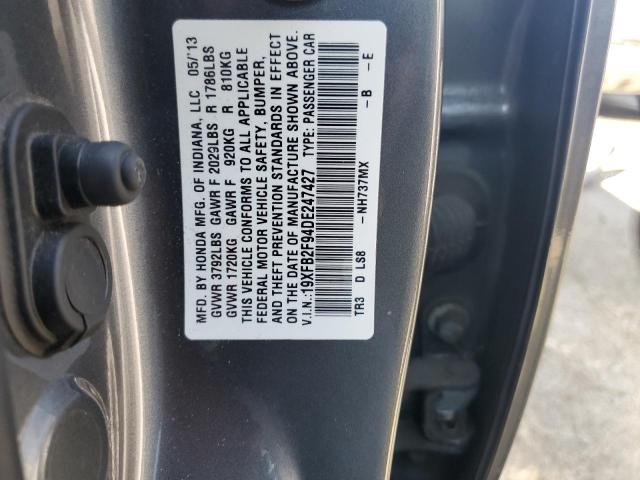 MFD. BY HONDA MFG. OF INDIANA, LLC 05/'13
GVWR 3792LBS GAWR F 2029LBS R 1786LBS
GVWR 1720KG GAWR F 920KG R 810KG
THIS VEHICLE CONFORMS TO ALL APPLICABLE
FEDERAL MOTOR VEHICLE SAFETY, BUMPER,
AND THEFT PREVENTION STANDARDS IN EFFECT
ON THE DATE OF MANUFACTURE SHOWN ABOVE.
V.I.N.:19XFB2F94DE247427 TYPE: PASSENGER CAR
TR3 D LS8 -NH737MX -B -E